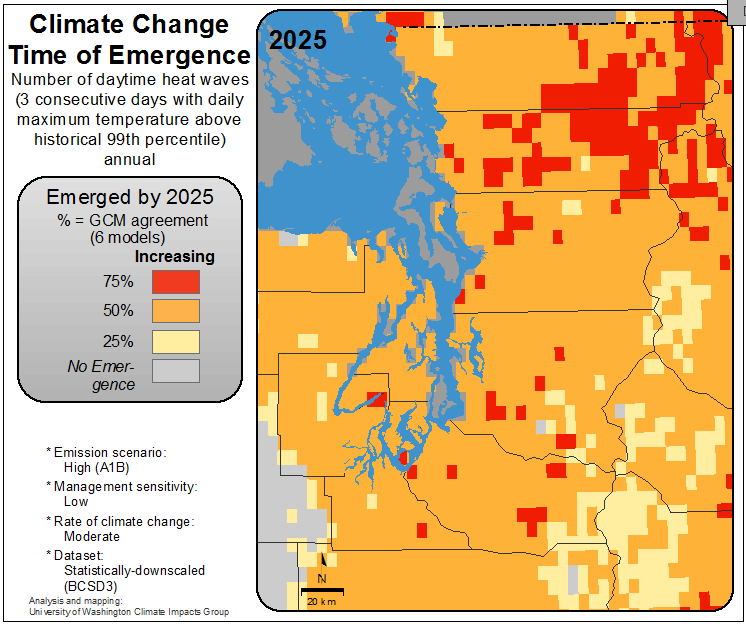 Climate Change
Time of Emergence
Number of daytime heat waves
(3 consecutive days with daily
maximum temperature above
historical 99th percentile)
annual
Emerged by 2025
% = GCM agreement
(6 models)
Increasing
75%
50%
25%
No Emer-
gence
* Emission scenario:
High (A1B)
* Management sensitivity:
Low
* Rate of climate change:
Moderate
* Dataset:
Statistically-downscaled
(BCSD3)
Analysis and mapping:
University of Washington Climate Impacts Group
2025
N
20 km